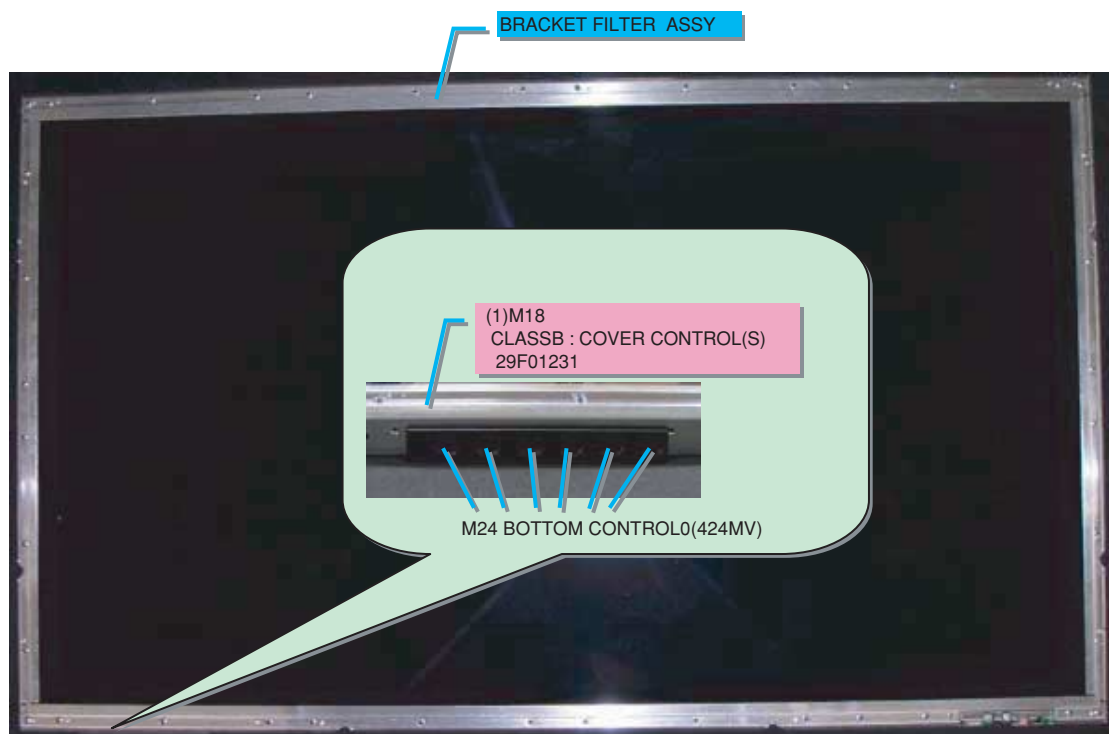 BRACKET FILTER ASSY
(1)M18
CLASSB : COVER CONTROL(S)
29F01231
M24 BOTTOM CONTROL0(424MV)